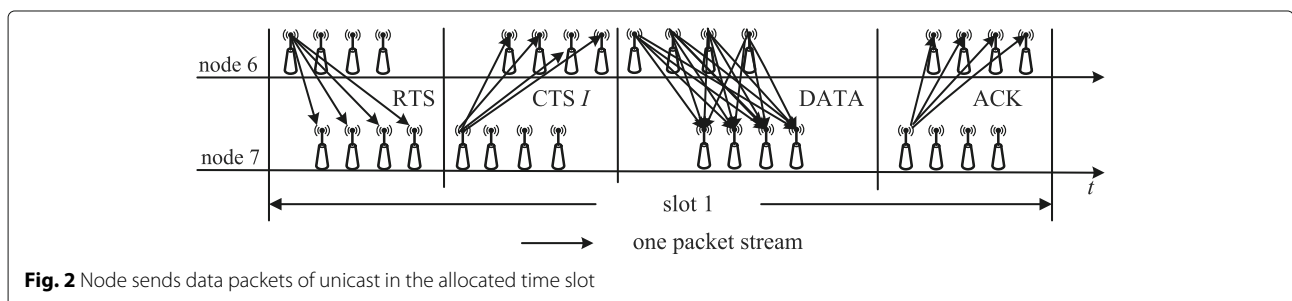 node 6
RTS
CTS I
DATA
ACK
node 7
t
slot 1
one packet stream
Fig. 2 Node sends data packets of unicast in the allocated time slot